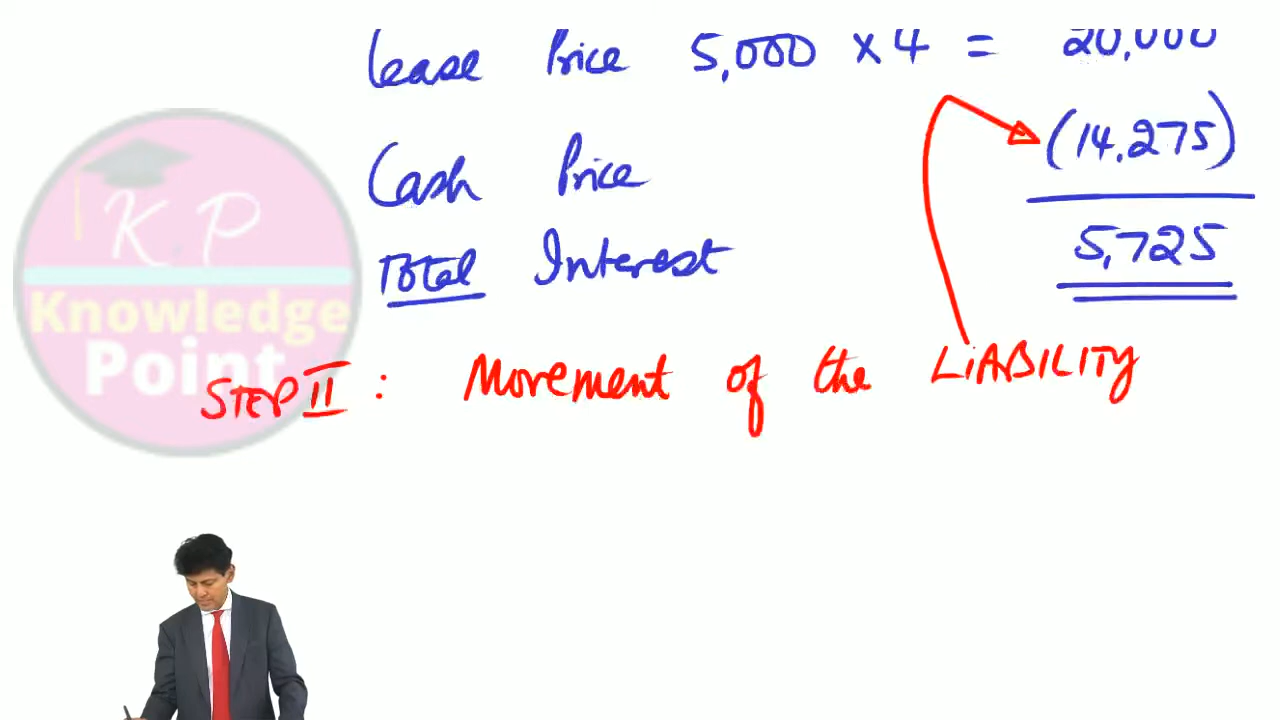 Lease Price 5,000 x 4 = 20,000
Cash Price (14,275)
Total Interest 5,725
K.P
Knowledge
Point
STEP II : Movement of the LIABILITY